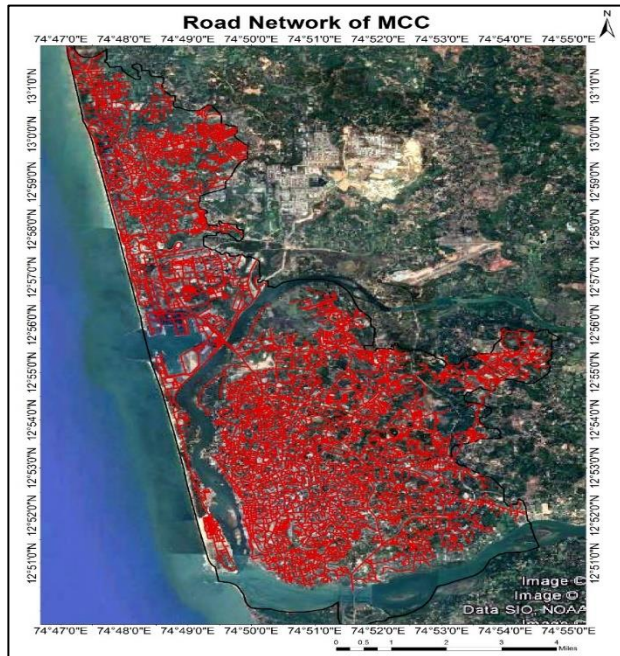 Road Network of MCC
N
74°47'0"E 74°48'0"E 74°49'0"E 74°50'0"E 74°51'0"E 74°52'0"E 74°53'0"E 74°54'0"E 74°55'0"E
13°1'0"N 13°1'0"N
13°0'0"N 13°0'0"N
12°59'0"N 12°59'0"N
12°58'0"N 12°58'0"N
12°57'0"N 12°57'0"N
12°56'0"N 12°56'0"N
12°55'0"N 12°55'0"N
12°54'0"N 12°54'0"N
12°53'0"N 12°53'0"N
12°52'0"N 12°52'0"N
12°51'0"N 12°51'0"N
Image ©
Image ©
Data SIO, NOAA
74°47'0"E 74°48'0"E 74°49'0"E 74°50'0"E 74°51'0"E 74°52'0"E 74°53'0"E 74°54'0"E 74°55'0"E
0 0.5 1 2 3 4
Miles